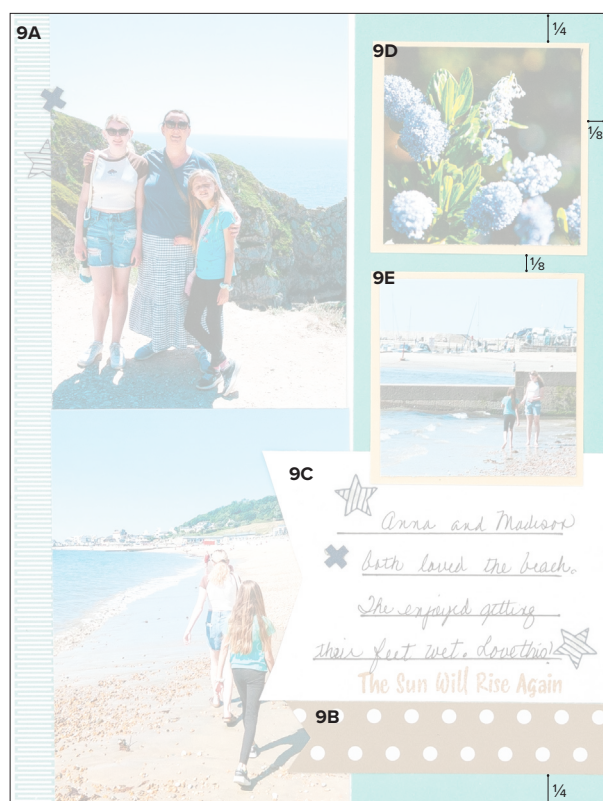 9A
¼
9D
⅛
⅛
9E
9C
Anna and Madison
both loved the beach.
The enjoyed getting
their feet wet. Love this!
The Sun Will Rise Again
9B
¼